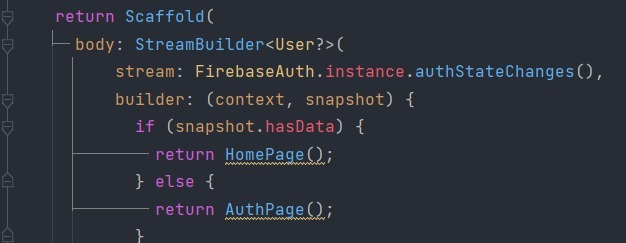 return Scaffold(
body: StreamBuilder<User?>(
stream: FirebaseAuth.instance.authStateChanges(),
builder: (context, snapshot) {
if (snapshot.hasData) {
return HomePage();
} else {
return AuthPage();
}